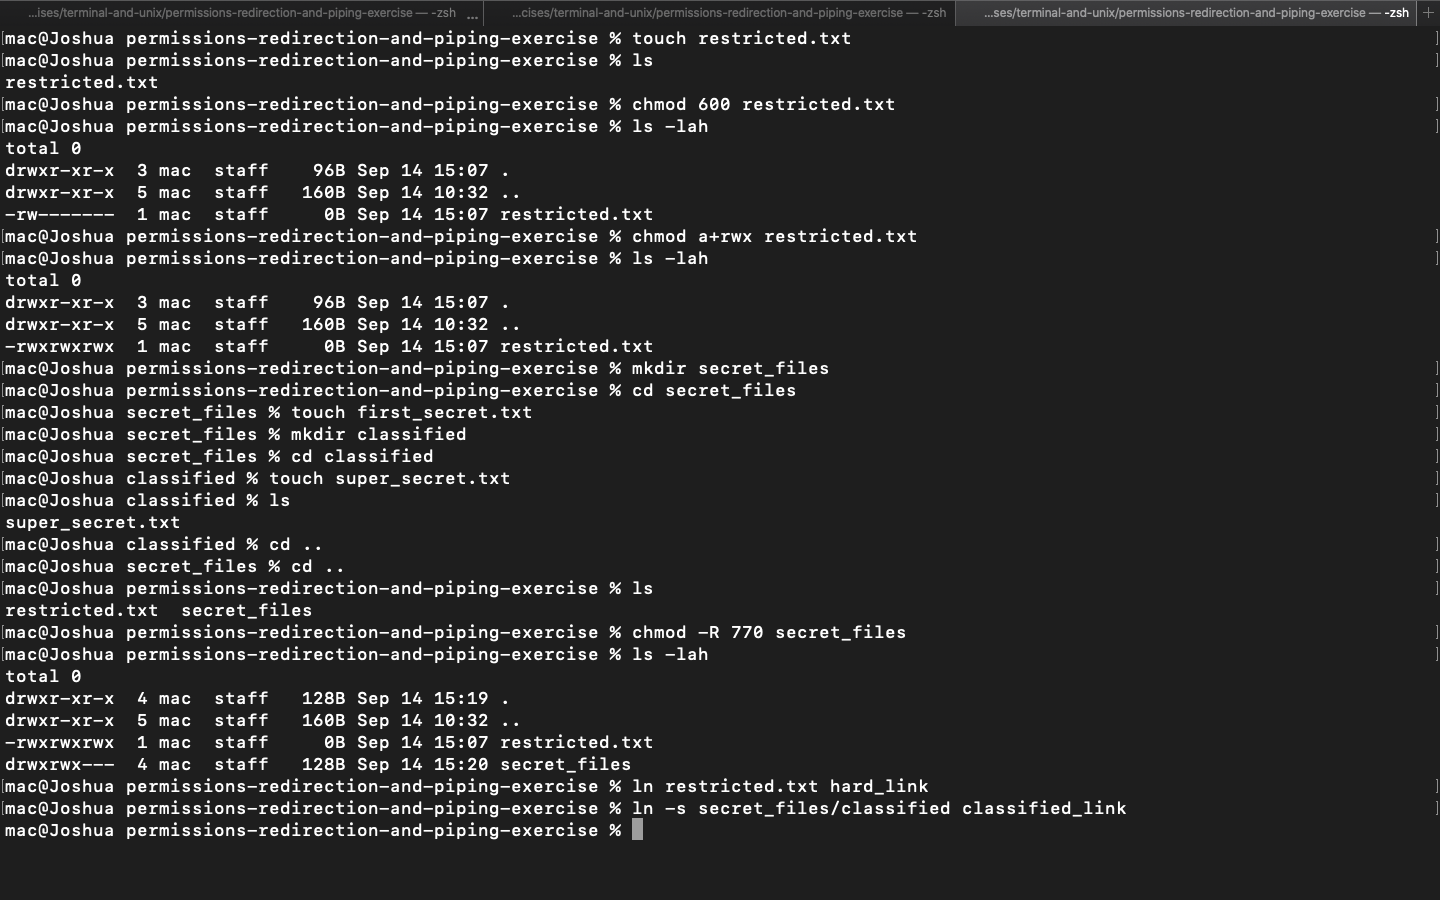 ...ises/terminal-and-unix/permissions-redirection-and-piping-exercise — -zsh ...
...cises/terminal-and-unix/permissions-redirection-and-piping-exercise — -zsh
...ses/terminal-and-unix/permissions-redirection-and-piping-exercise — -zsh +
[mac@Joshua permissions-redirection-and-piping-exercise % touch restricted.txt ]
[mac@Joshua permissions-redirection-and-piping-exercise % ls ]
restricted.txt
[mac@Joshua permissions-redirection-and-piping-exercise % chmod 600 restricted.txt ]
[mac@Joshua permissions-redirection-and-piping-exercise % ls -lah ]
total 0
drwxr-xr-x  3 mac  staff    96B Sep 14 15:07 .
drwxr-xr-x  5 mac  staff   160B Sep 14 10:32 ..
-rw-------  1 mac  staff     0B Sep 14 15:07 restricted.txt
[mac@Joshua permissions-redirection-and-piping-exercise % chmod a+rwx restricted.txt ]
[mac@Joshua permissions-redirection-and-piping-exercise % ls -lah ]
total 0
drwxr-xr-x  3 mac  staff    96B Sep 14 15:07 .
drwxr-xr-x  5 mac  staff   160B Sep 14 10:32 ..
-rwxrwxrwx  1 mac  staff     0B Sep 14 15:07 restricted.txt
[mac@Joshua permissions-redirection-and-piping-exercise % mkdir secret_files ]
[mac@Joshua permissions-redirection-and-piping-exercise % cd secret_files ]
[mac@Joshua secret_files % touch first_secret.txt ]
[mac@Joshua secret_files % mkdir classified ]
[mac@Joshua secret_files % cd classified ]
[mac@Joshua classified % touch super_secret.txt ]
[mac@Joshua classified % ls ]
super_secret.txt
[mac@Joshua classified % cd .. ]
[mac@Joshua secret_files % cd .. ]
[mac@Joshua permissions-redirection-and-piping-exercise % ls ]
restricted.txt  secret_files
[mac@Joshua permissions-redirection-and-piping-exercise % chmod -R 770 secret_files ]
[mac@Joshua permissions-redirection-and-piping-exercise % ls -lah ]
total 0
drwxr-xr-x  4 mac  staff   128B Sep 14 15:19 .
drwxr-xr-x  5 mac  staff   160B Sep 14 10:32 ..
-rwxrwxrwx  1 mac  staff     0B Sep 14 15:07 restricted.txt
drwxrwx---  4 mac  staff   128B Sep 14 15:20 secret_files
[mac@Joshua permissions-redirection-and-piping-exercise % ln restricted.txt hard_link ]
[mac@Joshua permissions-redirection-and-piping-exercise % ln -s secret_files/classified classified_link ]
mac@Joshua permissions-redirection-and-piping-exercise %